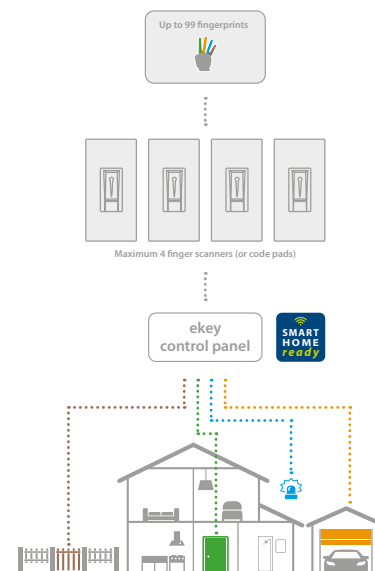 Up to 99 fingerprints
Maximum 4 finger scanners (or code pads)
ekey
control panel
SMART
HOME
ready